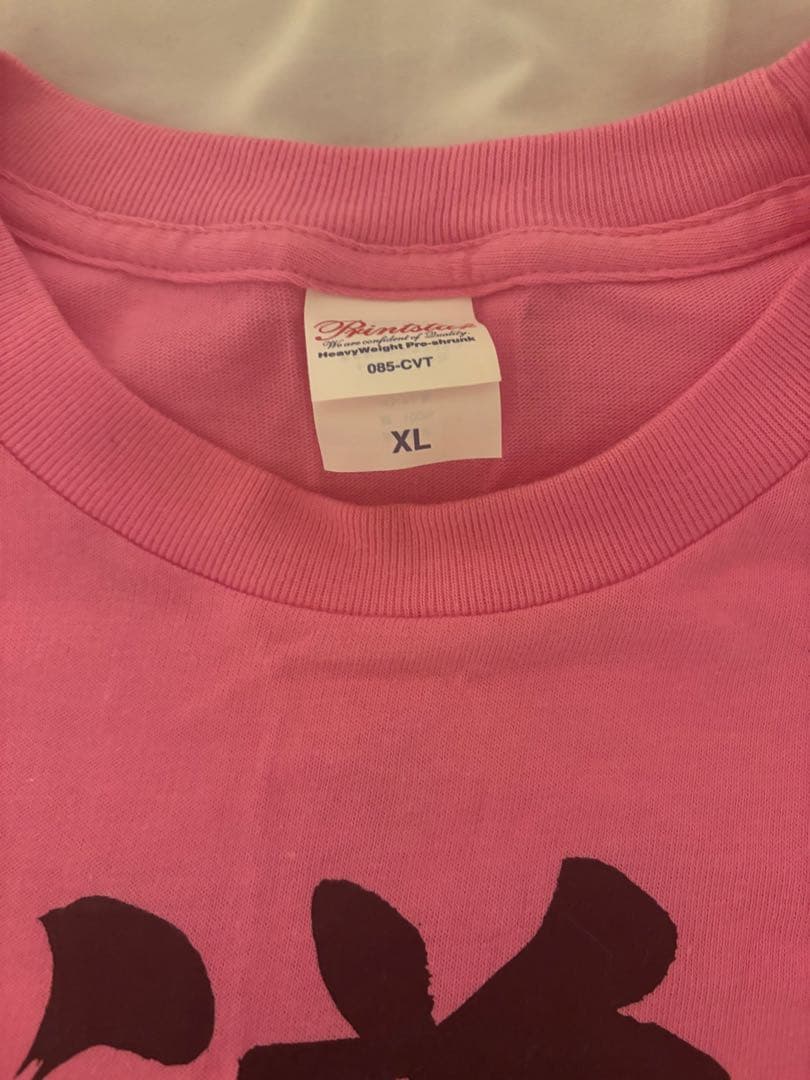 Printstar
We are confident of Quality.
HeavyWeight Pre-shrunk
085-CVT
XL